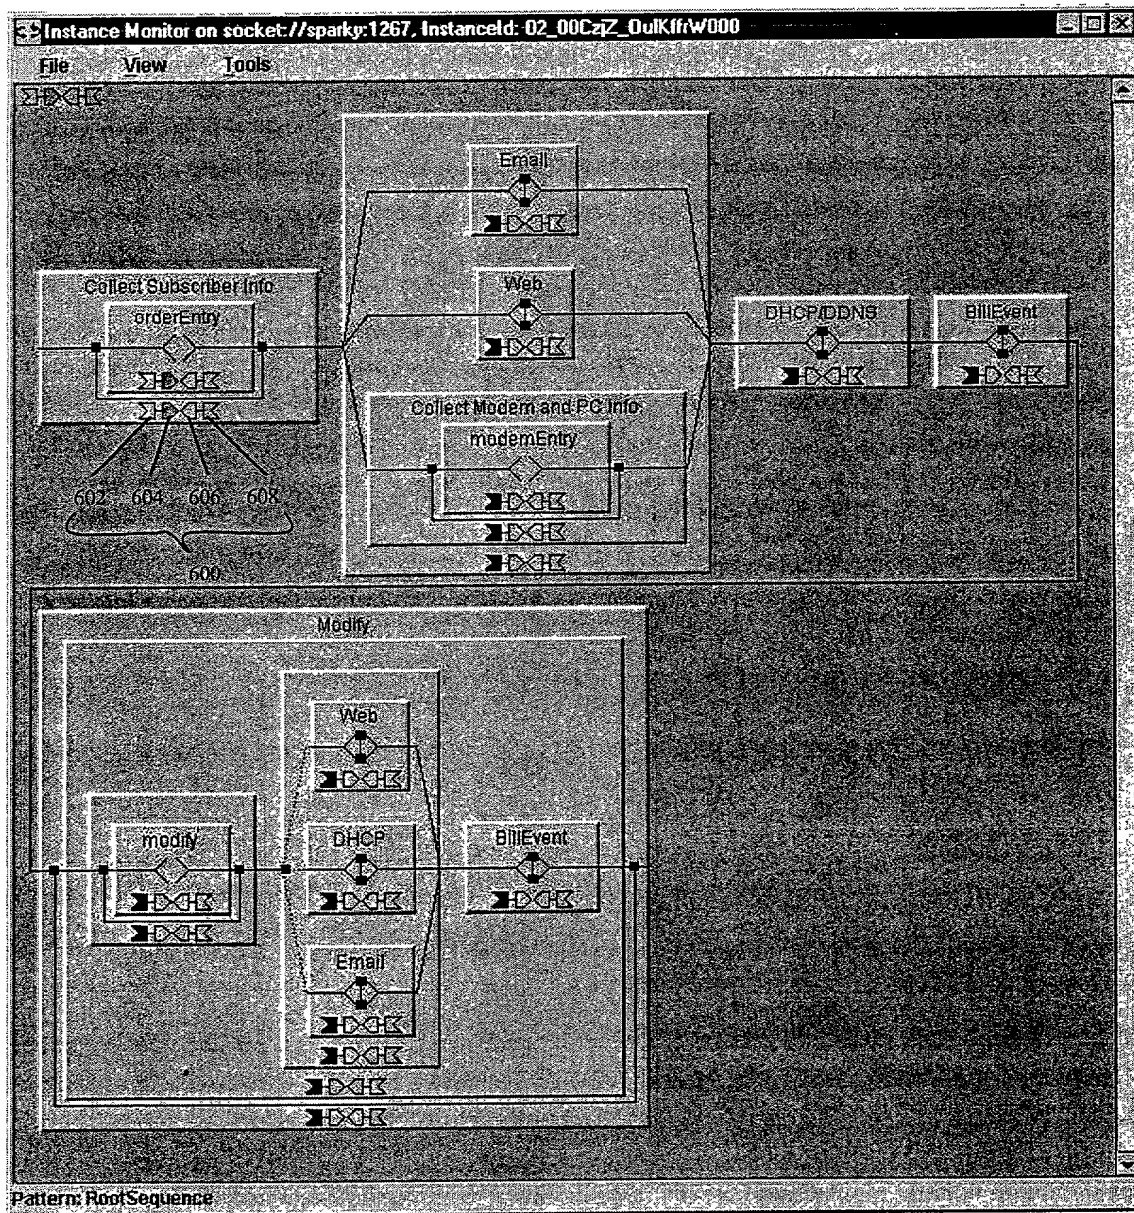 Instance Monitor on socket://sparky:1267, InstanceId:
File View Tools
Email
Web
Collect Subscriber Info
orderEntry
DHCP/DDNS
BillEvent
Collect Modem and PC Info
modemEntry
602 604 606 608
600
Modify
Web
modify
DHCP
BillEvent
Email
Pattern: RootSequence